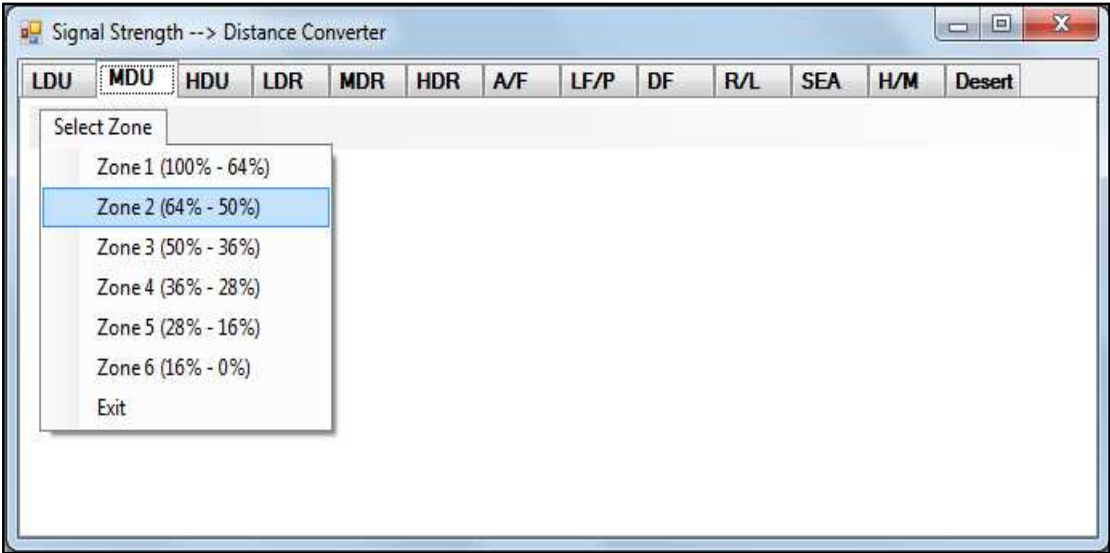 Signal Strength --> Distance Converter
LDU MDU HDU LDR MDR HDR A/F LF/P DF R/L SEA H/M Desert
Select Zone
Zone 1 (100% - 64%)
Zone 2 (64% - 50%)
Zone 3 (50% - 36%)
Zone 4 (36% - 28%)
Zone 5 (28% - 16%)
Zone 6 (16% - 0%)
Exit